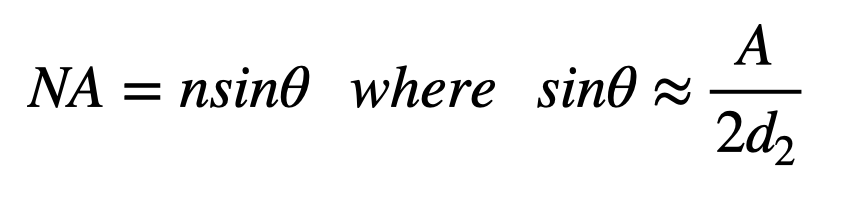 NA = nsinθ where sinθ ≈ A / 2d₂